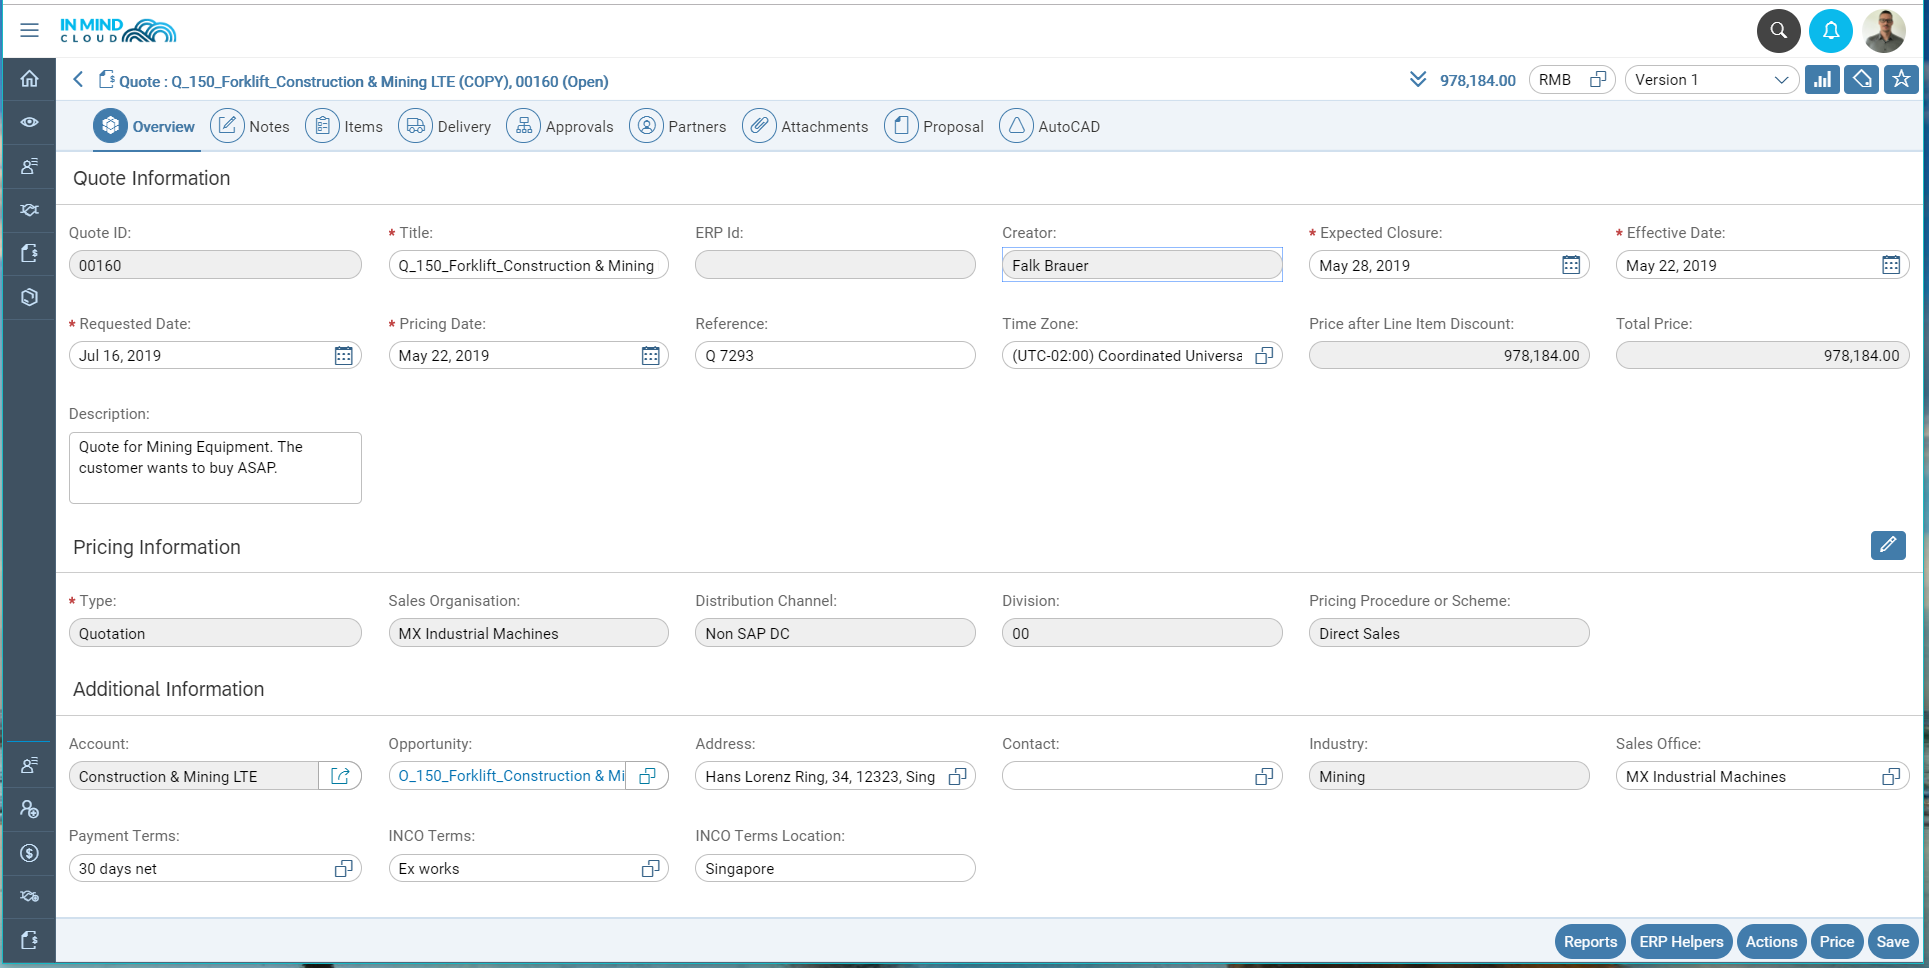 IN MIND
CLOUD
Quote : Q_150_Forklift_Construction & Mining LTE (COPY), 00160 (Open)
978,184.00
RMB
Version 1
Overview
Notes
Items
Delivery
Approvals
Partners
Attachments
Proposal
AutoCAD
Quote Information
Quote ID:
* Title:
ERP Id:
Creator:
* Expected Closure:
* Effective Date:
00160
Q_150_Forklift_Construction & Mining
Falk Brauer
May 28, 2019
May 22, 2019
* Requested Date:
* Pricing Date:
Reference:
Time Zone:
Price after Line Item Discount:
Total Price:
Jul 16, 2019
May 22, 2019
Q 7293
(UTC-02:00) Coordinated Universa
978,184.00
978,184.00
Description:
Quote for Mining Equipment. The
customer wants to buy ASAP.
Pricing Information
* Type:
Sales Organisation:
Distribution Channel:
Division:
Pricing Procedure or Scheme:
Quotation
MX Industrial Machines
Non SAP DC
00
Direct Sales
Additional Information
Account:
Opportunity:
Address:
Contact:
Industry:
Sales Office:
Construction & Mining LTE
O_150_Forklift_Construction & Mi
Hans Lorenz Ring, 34, 12323, Sing
Mining
MX Industrial Machines
Payment Terms:
INCO Terms:
INCO Terms Location:
30 days net
Ex works
Singapore
Reports
ERP Helpers
Actions
Price
Save